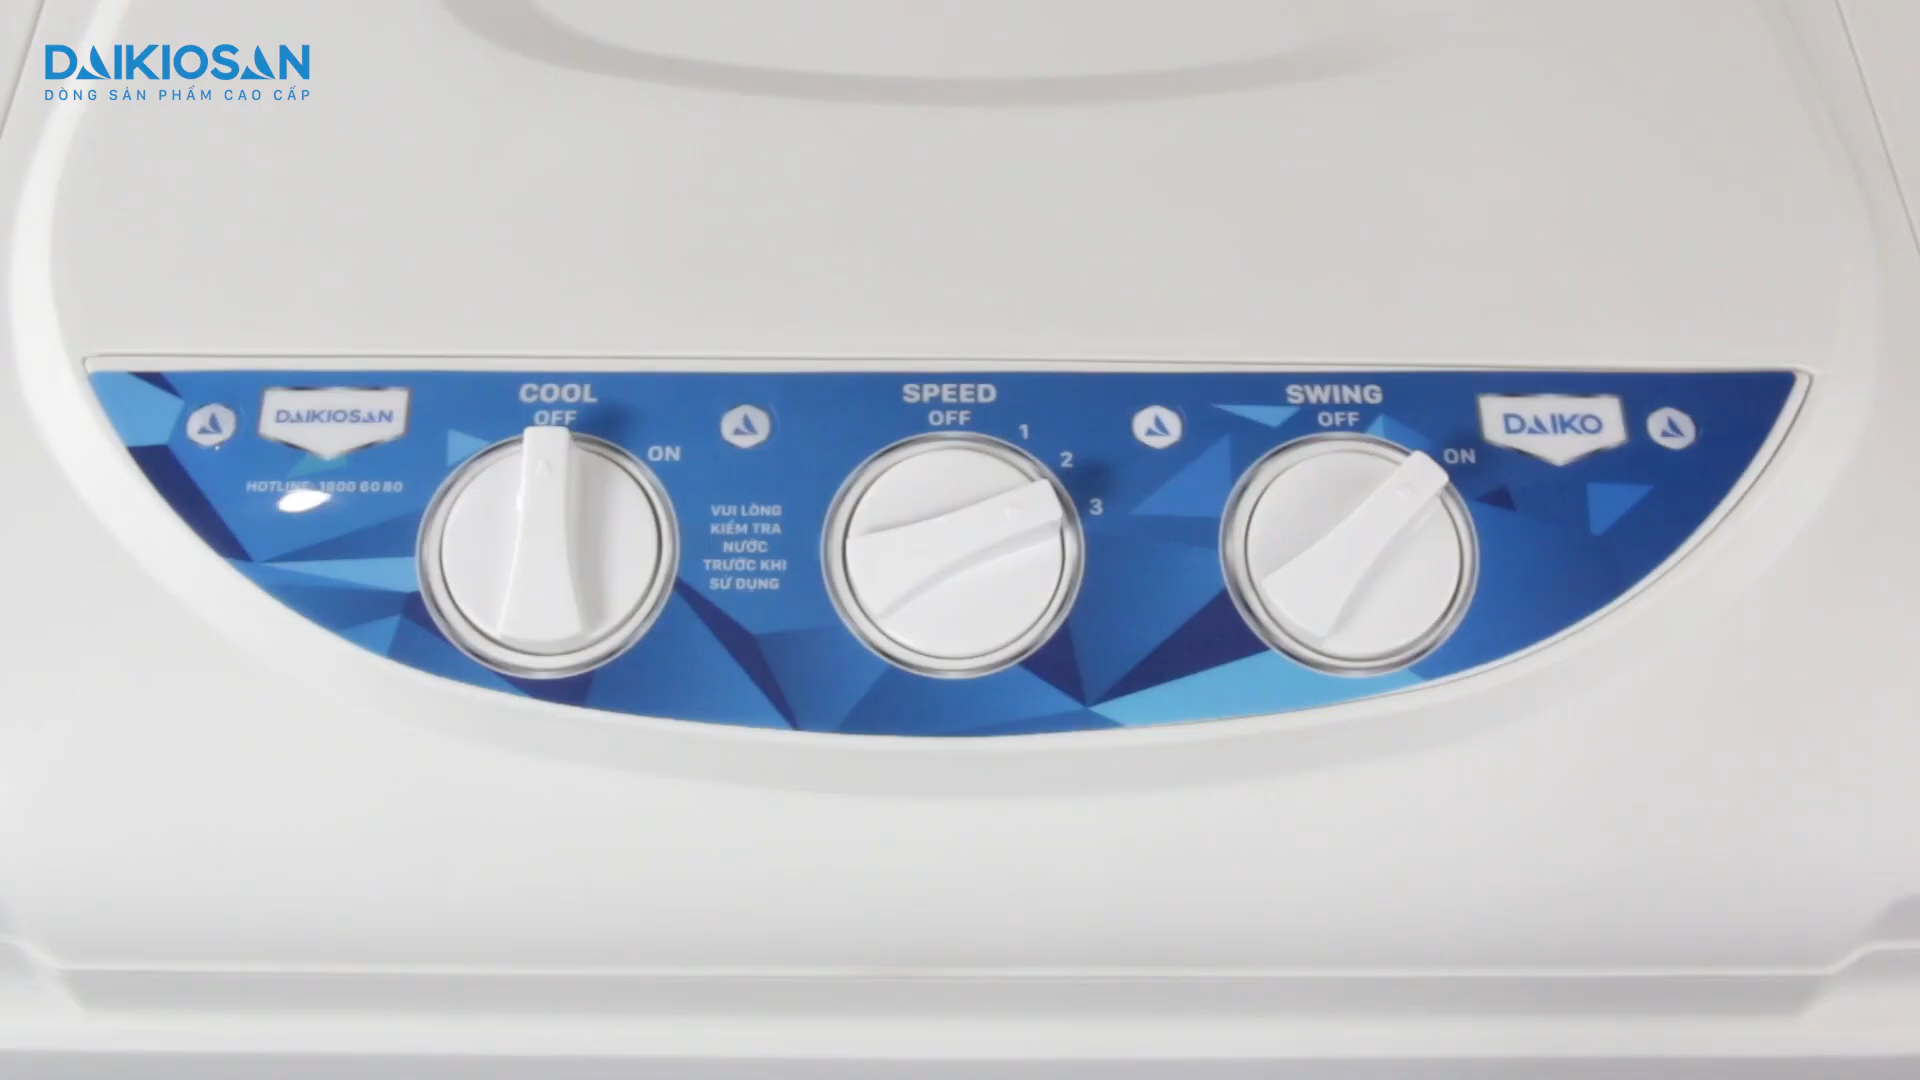 DAIKIOSAN
DÒNG SẢN PHẨM CAO CẤP
COOL
OFF
ON
SPEED
OFF
1
2
3
SWING
OFF
ON
DAIKIOSAN
HOTLINE: 1800 60 80
VUI LÒNG
KIỂM TRA
NƯỚC
TRƯỚC KHI
SỬ DỤNG
DAIKO